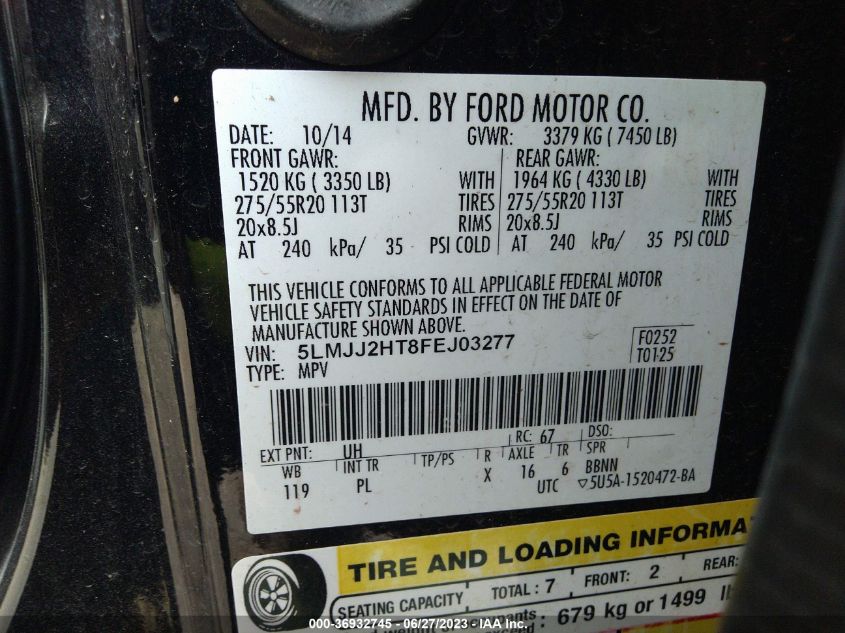 MFD. BY FORD MOTOR CO.
DATE: 10/14 GVWR: 3379 KG ( 7450 LB)
FRONT GAWR: REAR GAWR:
1520 KG ( 3350 LB) WITH 1964 KG ( 4330 LB) WITH
275/55R20 113T TIRES 275/55R20 113T TIRES
20x8.5J RIMS 20x8.5J RIMS
AT 240 kPa/ 35 PSI COLD AT 240 kPa/ 35 PSI COLD
THIS VEHICLE CONFORMS TO ALL APPLICABLE FEDERAL MOTOR
VEHICLE SAFETY STANDARDS IN EFFECT ON THE DATE OF
MANUFACTURE SHOWN ABOVE.
VIN: 5LMJJ2HT8FEJ03277 F0252
TYPE: MPV T0125
EXT PNT: UH RC: 67 DSO:
WB INT TR TP/PS R AXLE TR SPR
119 PL X 16 6 BBNN
UTC ▽5U5A-1520472-BA
TIRE AND LOADING INFORMAT
SEATING CAPACITY TOTAL: 7 FRONT: 2 REAR:
679 kg or 1499
000-36932745 - 06/27/2023 - IAA Inc.